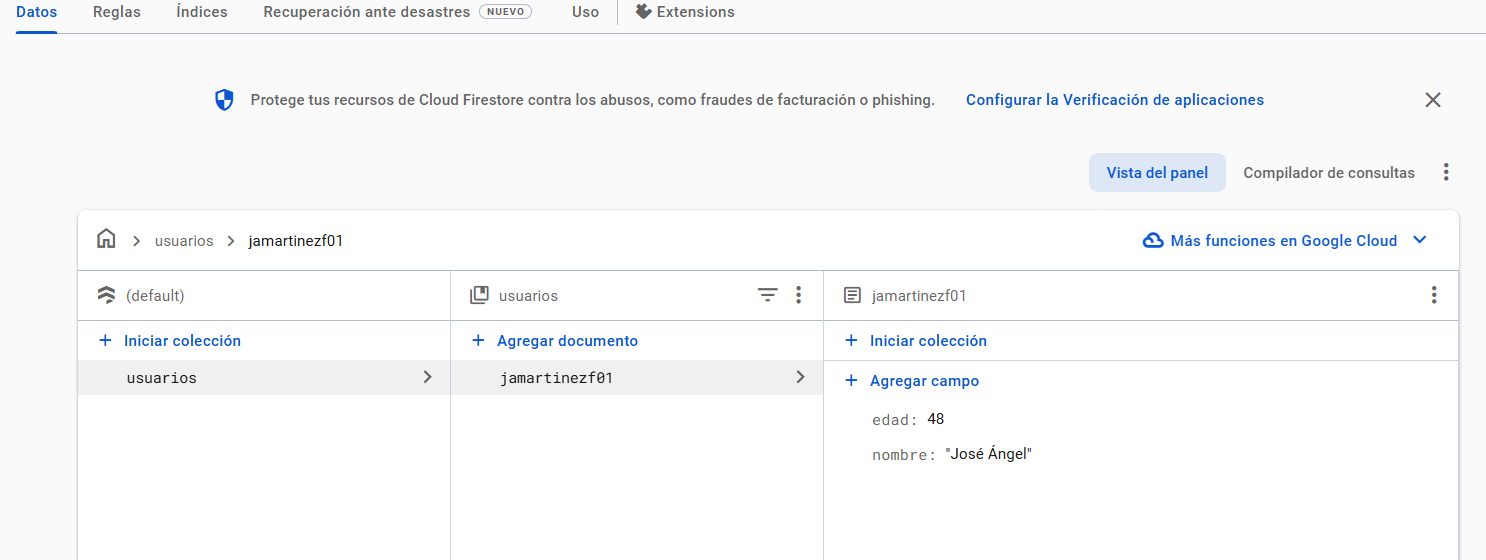 Datos Reglas Índices Recuperación ante desastres NUEVO Uso Extensions
Protege tus recursos de Cloud Firestore contra los abusos, como fraudes de facturación o phishing. Configurar la Verificación de aplicaciones
Vista del panel Compilador de consultas
usuarios jamartinezf01 Más funciones en Google Cloud
(default) usuarios jamartinezf01
+ Iniciar colección + Agregar documento + Iniciar colección
usuarios jamartinezf01 + Agregar campo
edad: 48
nombre: "José Ángel"